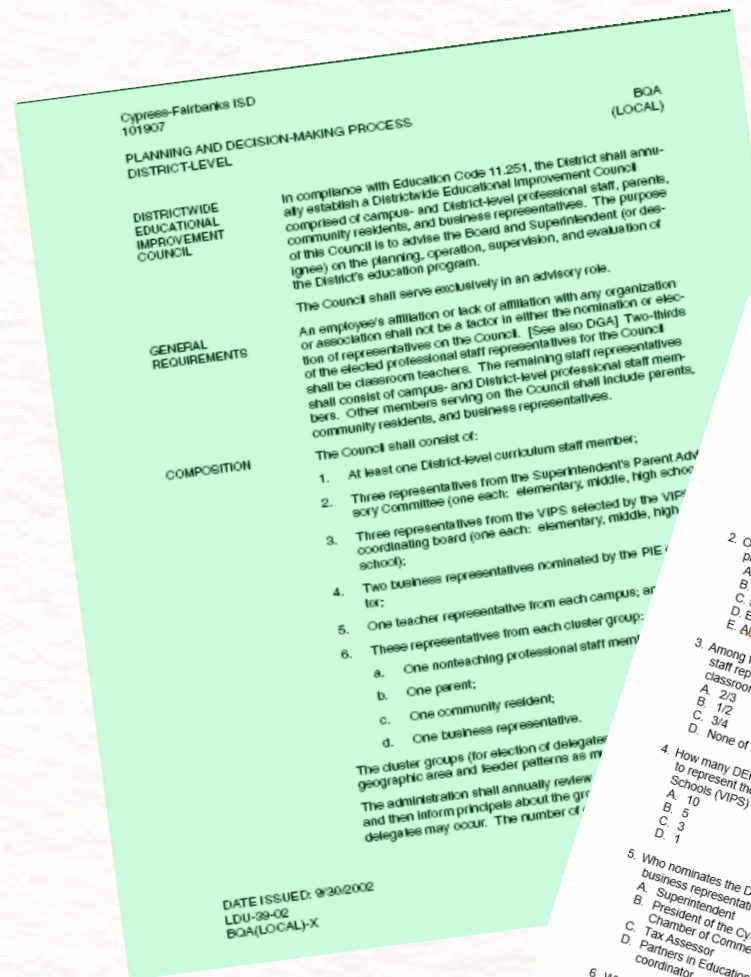 Cypress-Fairbanks ISD
101907
BQA
(LOCAL)
PLANNING AND DECISION-MAKING PROCESS
DISTRICT-LEVEL
DISTRICTWIDE
EDUCATIONAL
IMPROVEMENT
COUNCIL
In compliance with Education Code 11.251, the District shall annu-
ally establish a Districtwide Educational Improvement Council
comprised of campus- and District-level professional staff, parents,
community residents, and business representatives. The purpose
of this Council is to advise the Board and Superintendent (or des-
ignee) on the planning, operation, supervision, and evaluation of
the District's education program.
The Council shall serve exclusively in an advisory role.
GENERAL
REQUIREMENTS
An employee's affiliation or lack of affiliation with any organization
or association shall not be a factor in either the nomination or elec-
tion of representatives on the Council. [See also DGA] Two-thirds
of the elected professional staff representatives for the Council
shall be classroom teachers. The remaining staff representatives
shall consist of campus- and District-level professional staff mem-
bers. Other members serving on the Council shall include parents,
community residents, and business representatives.
COMPOSITION
The Council shall consist of:
1. At least one District-level curriculum staff member;
2. Three representatives from the Superintendent's Parent Adv
sory Committee (one each: elementary, middle, high schoo
3. Three representatives from the VIPS selected by the VIPS
coordinating board (one each: elementary, middle, high
school);
4. Two business representatives nominated by the PIE
tor;
5. One teacher representative from each campus; an
6. These representatives from each cluster group:
a. One nonteaching professional staff mem
b. One parent;
c. One community resident;
d. One business representative.
The cluster groups (for election of delegates
geographic area and feeder patterns as
The administration shall annually review
and then inform principals about the gr
delegates may occur. The number of
DATE ISSUED: 9/30/2002
LDU-39-02
BQA(LOCAL)-X
2. O
p
A
B.
C.
D. E
E. Al
3. Among
staff rep
classroo
A. 2/3
B. 1/2
C. 3/4
D. None of
4. How many DE
to represent the
Schools (VIPS)
A. 10
B. 5
C. 3
D. 1
5. Who nominates the D
business representati
A. Superintendent
B. President of the Cy
Chamber of Comme
C. Tax Assessor
D. Partners in Education
coordinator
6